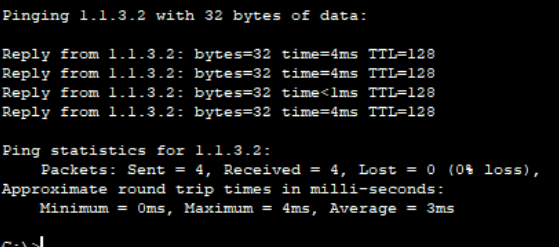 Pinging 1.1.3.2 with 32 bytes of data:
Reply from 1.1.3.2: bytes=32 time=4ms TTL=128
Reply from 1.1.3.2: bytes=32 time=4ms TTL=128
Reply from 1.1.3.2: bytes=32 time<1ms TTL=128
Reply from 1.1.3.2: bytes=32 time=4ms TTL=128
Ping statistics for 1.1.3.2:
Packets: Sent = 4, Received = 4, Lost = 0 (0% loss),
Approximate round trip times in milli-seconds:
Minimum = 0ms, Maximum = 4ms, Average = 3ms
C:\>